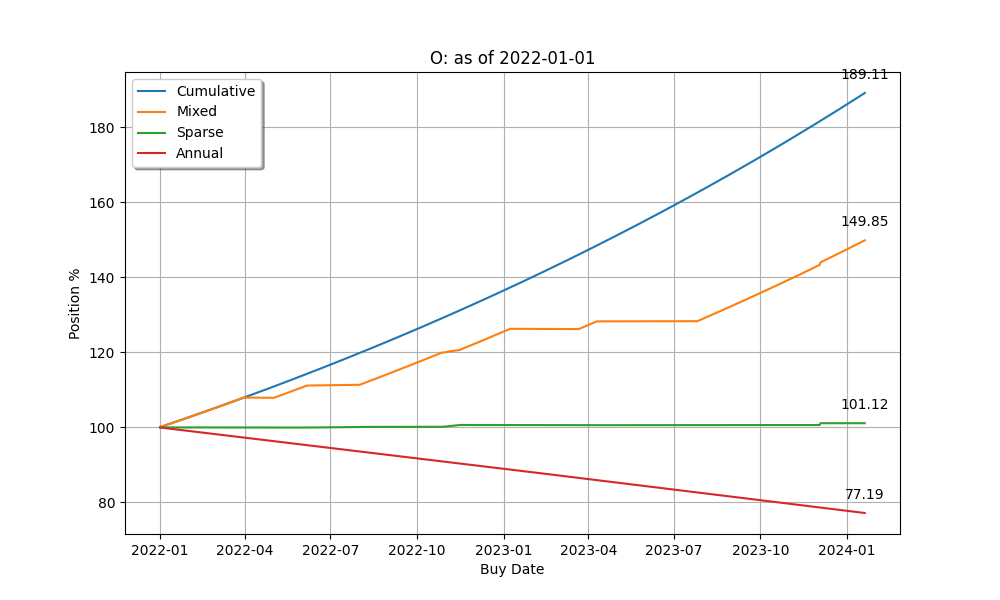 O: as of 2022-01-01
Cumulative
Mixed
Sparse
Annual
189.11
149.85
101.12
77.19
Position %
180
160
140
120
100
80
2022-01 2022-04 2022-07 2022-10 2023-01 2023-04 2023-07 2023-10 2024-01
Buy Date